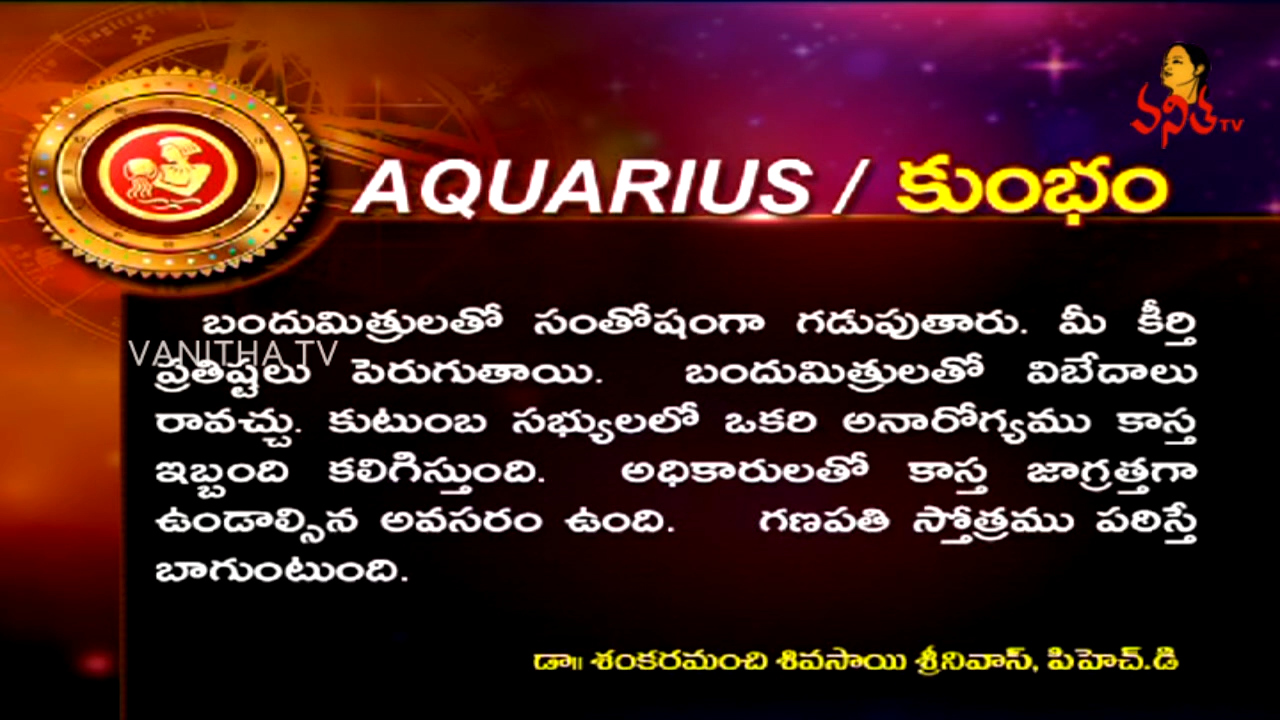 వనిత TV
AQUARIUS / కుంభం
బందుమిత్రులతో సంతోషంగా గడుపుతారు. మీ కీర్తి
VANITHA TV
ప్రతిష్టలు పెరుగుతాయి. బందుమిత్రులతో విబేదాలు
రావచ్చు. కుటుంబ సభ్యులలో ఒకరి అనారోగ్యము కాస్త
ఇబ్బంది కలిగిస్తుంది. అధికారులతో కాస్త జాగ్రత్తగా
ఉండాల్సిన అవసరం ఉంది. గణపతి స్తోత్రము పఠిస్తే
బాగుంటుంది.
డా॥ శంకరమంచి శివసాయి శ్రీనివాస్, పిహెచ్.డి